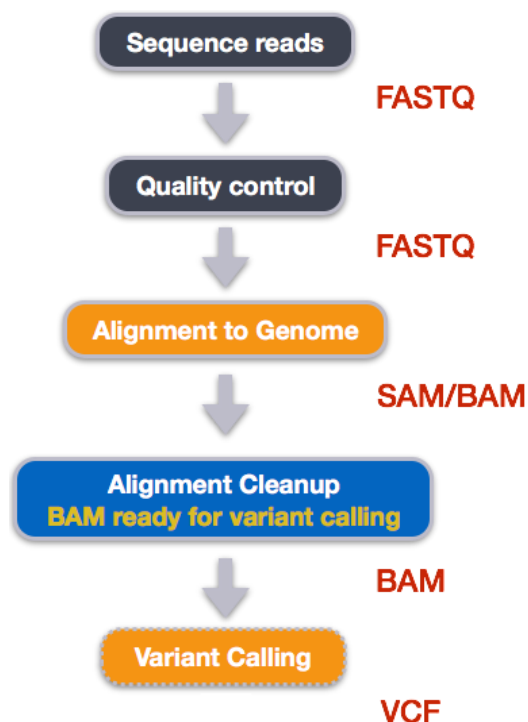 Sequence reads
FASTQ
Quality control
FASTQ
Alignment to Genome
SAM/BAM
Alignment Cleanup
BAM ready for variant calling
BAM
Variant Calling
VCF